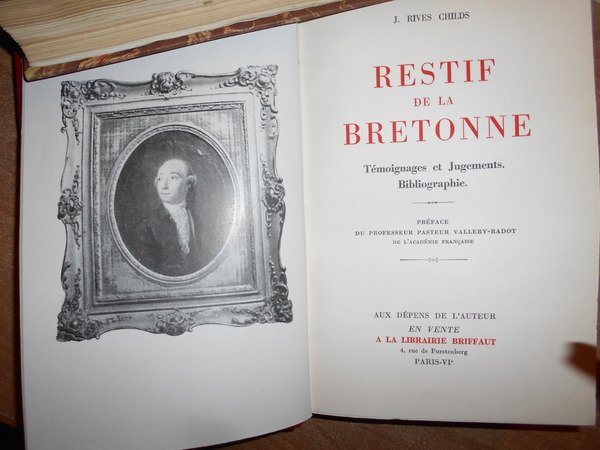 J. RIVES CHILDS
RESTIF
DE LA
BRETONNE
Témoignages et Jugements.
Bibliographie.
PRÉFACE
DU PROFESSEUR PASTEUR VALLERY-RADOT
DE L'ACADÉMIE FRANÇAISE
AUX DÉPENS DE L'AUTEUR
EN VENTE
A LA LIBRAIRIE BRIFFAUT
4, rue de Furstenberg
PARIS-VIe